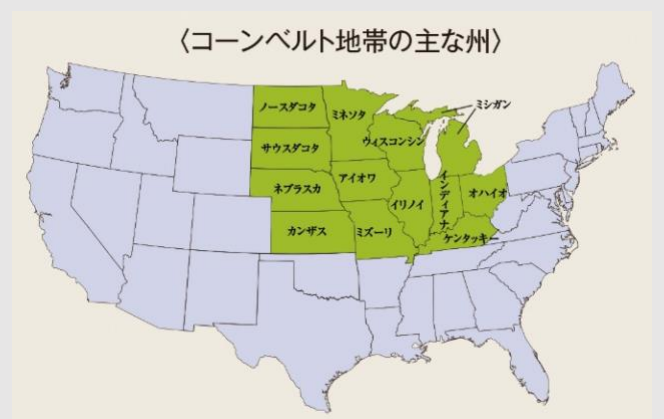 〈コーンベルト地帯の主な州〉
ノースダコタ
ミネソタ
ミシガン
サウスダコタ
ウィスコンシン
ネブラスカ
アイオワ
イリノイ
インディアナ
オハイオ
カンザス
ミズーリ
ケンタッキー